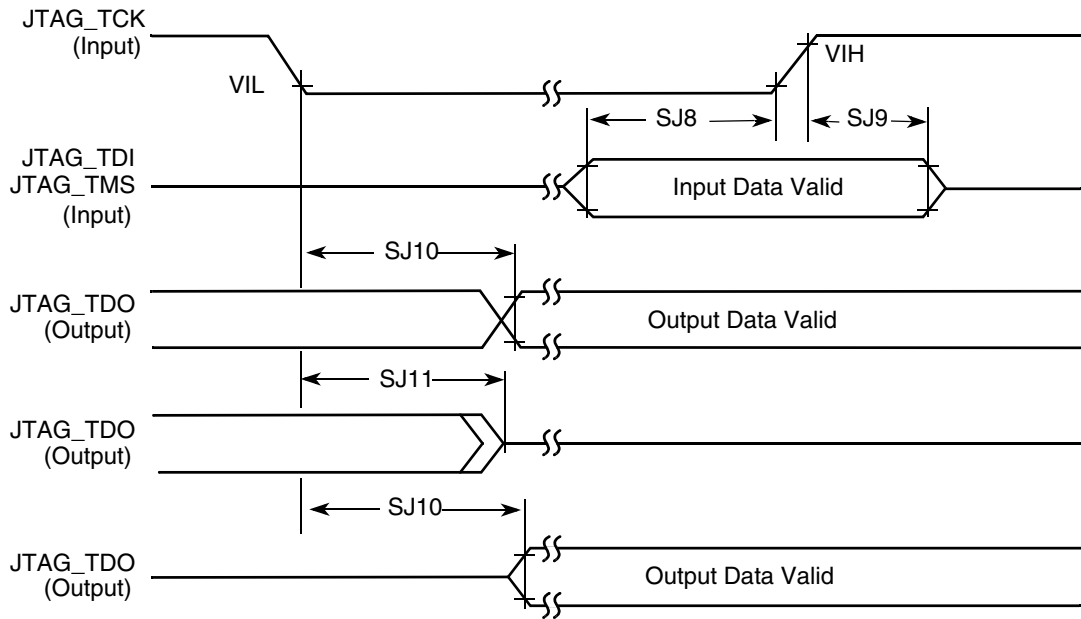 JTAG_TCK
(Input)
VIL
VIH
SJ8
SJ9
JTAG_TDI
JTAG_TMS
(Input)
Input Data Valid
SJ10
JTAG_TDO
(Output)
Output Data Valid
SJ11
JTAG_TDO
(Output)
SJ10
JTAG_TDO
(Output)
Output Data Valid